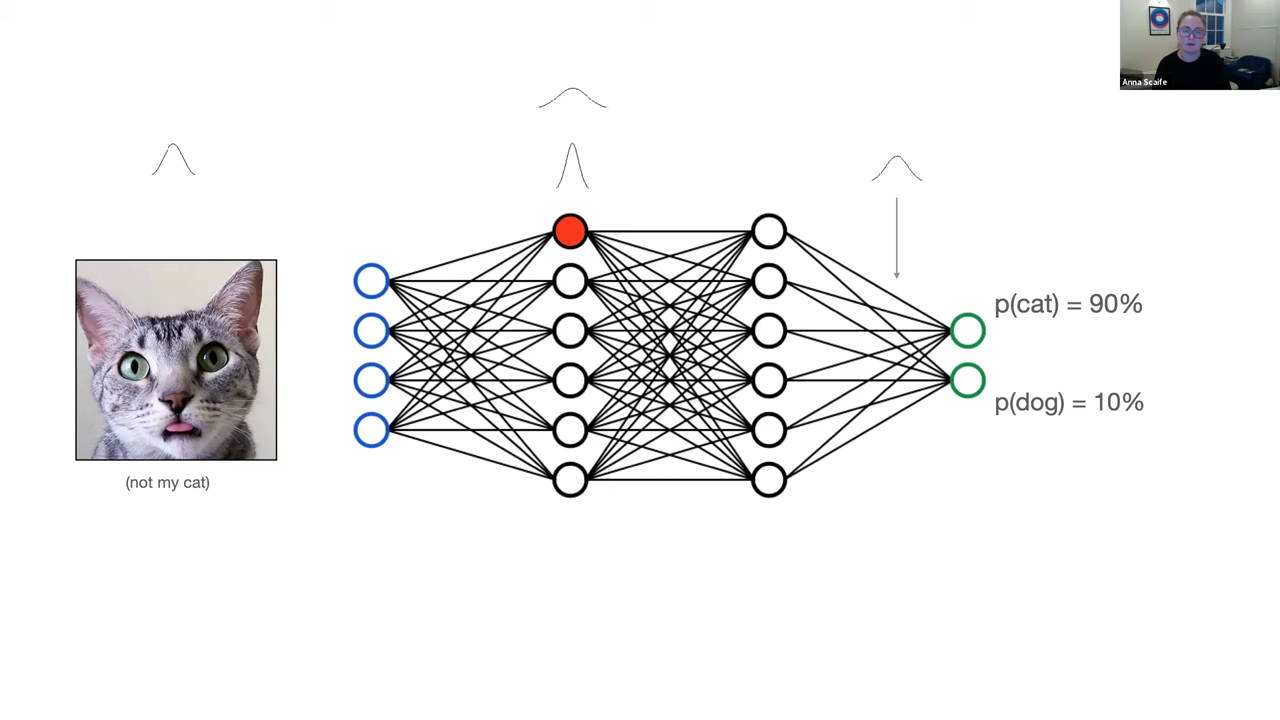 Anna Scaife
p(cat) = 90%
p(dog) = 10%
(not my cat)